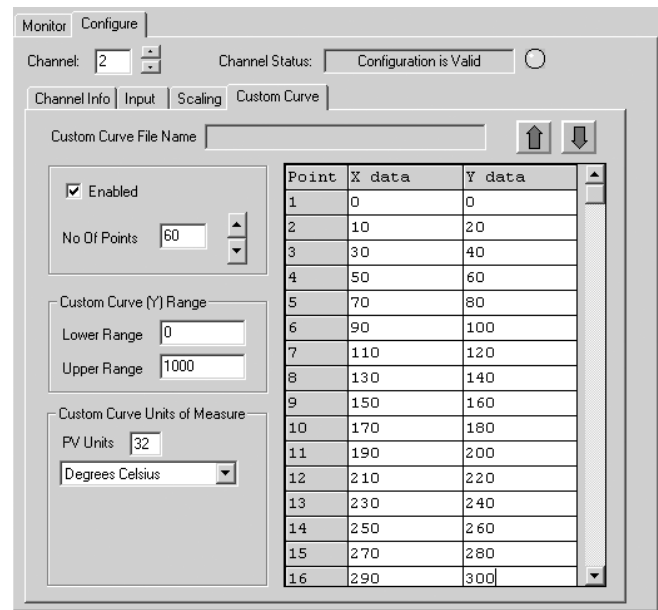 Monitor Configure
Channel: 2 Channel Status: Configuration is Valid
Channel Info Input Scaling Custom Curve
Custom Curve File Name
Enabled
No Of Points 60
Custom Curve (Y) Range
Lower Range 0
Upper Range 1000
Custom Curve Units of Measure
PV Units 32
Degrees Celsius
Point X data Y data
1 0 0
2 10 20
3 30 40
4 50 60
5 70 80
6 90 100
7 110 120
8 130 140
9 150 160
10 170 180
11 190 200
12 210 220
13 230 240
14 250 260
15 270 280
16 290 300